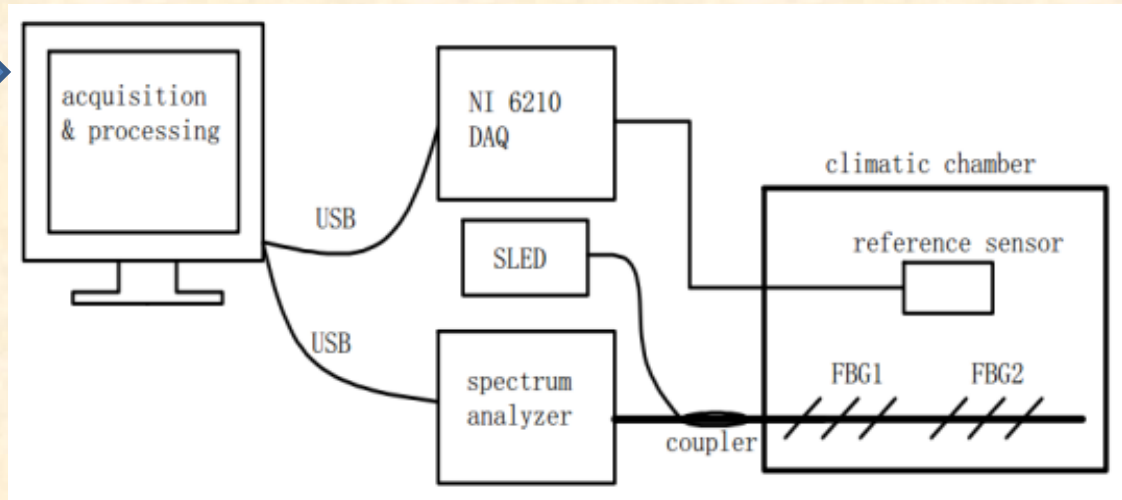 acquisition
& processing
NI 6210
DAQ
climatic chamber
USB
SLED
reference sensor
USB
spectrum
analyzer
FBG1
FBG2
coupler